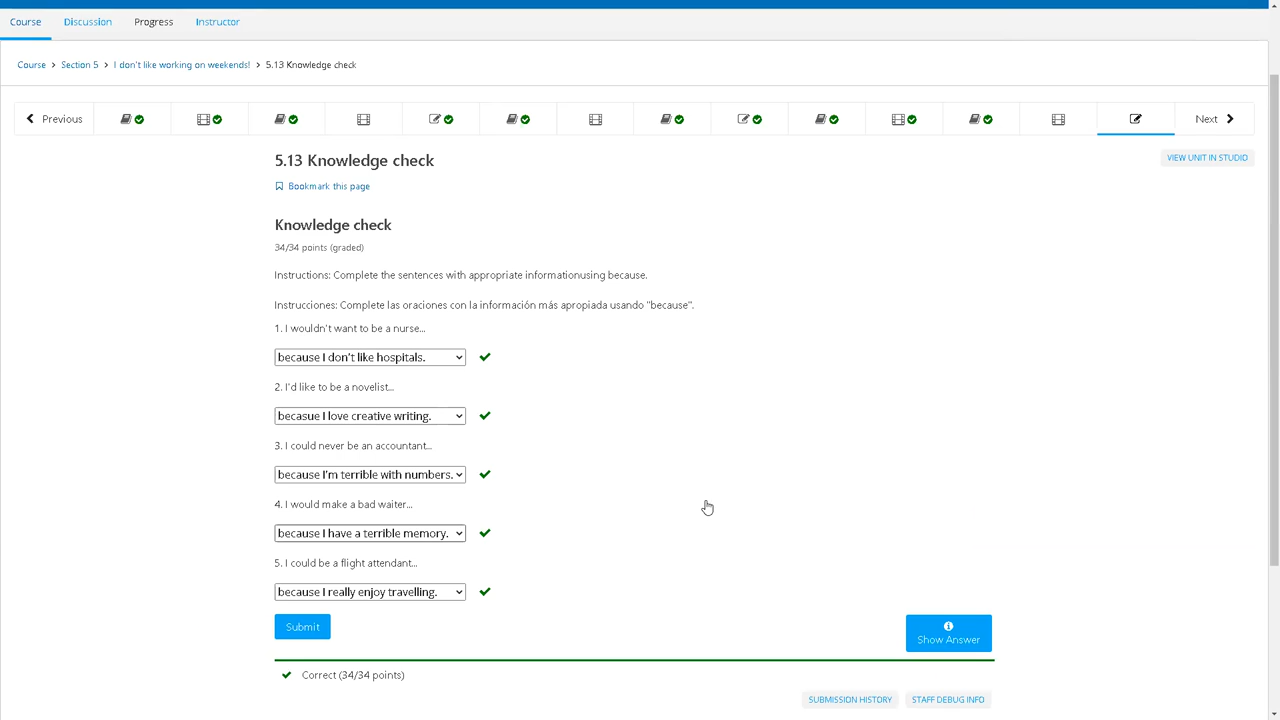 Course Discussion Progress Instructor
Course > Section 5 > I don't like working on weekends! > 5.13 Knowledge check
Previous Next
5.13 Knowledge check
VIEW UNIT IN STUDIO
Bookmark this page
Knowledge check
34/34 points (graded)
Instructions: Complete the sentences with appropriate informationusing because.
Instrucciones: Complete las oraciones con la información más apropiada usando "because".
1. I wouldn't want to be a nurse...
because I don't like hospitals.
2. I'd like to be a novelist...
becasue I love creative writing.
3. I could never be an accountant...
because I'm terrible with numbers.
4. I would make a bad waiter...
because I have a terrible memory.
5. I could be a flight attendant...
because I really enjoy travelling.
Submit
Show Answer
Correct (34/34 points)
SUBMISSION HISTORY STAFF DEBUG INFO